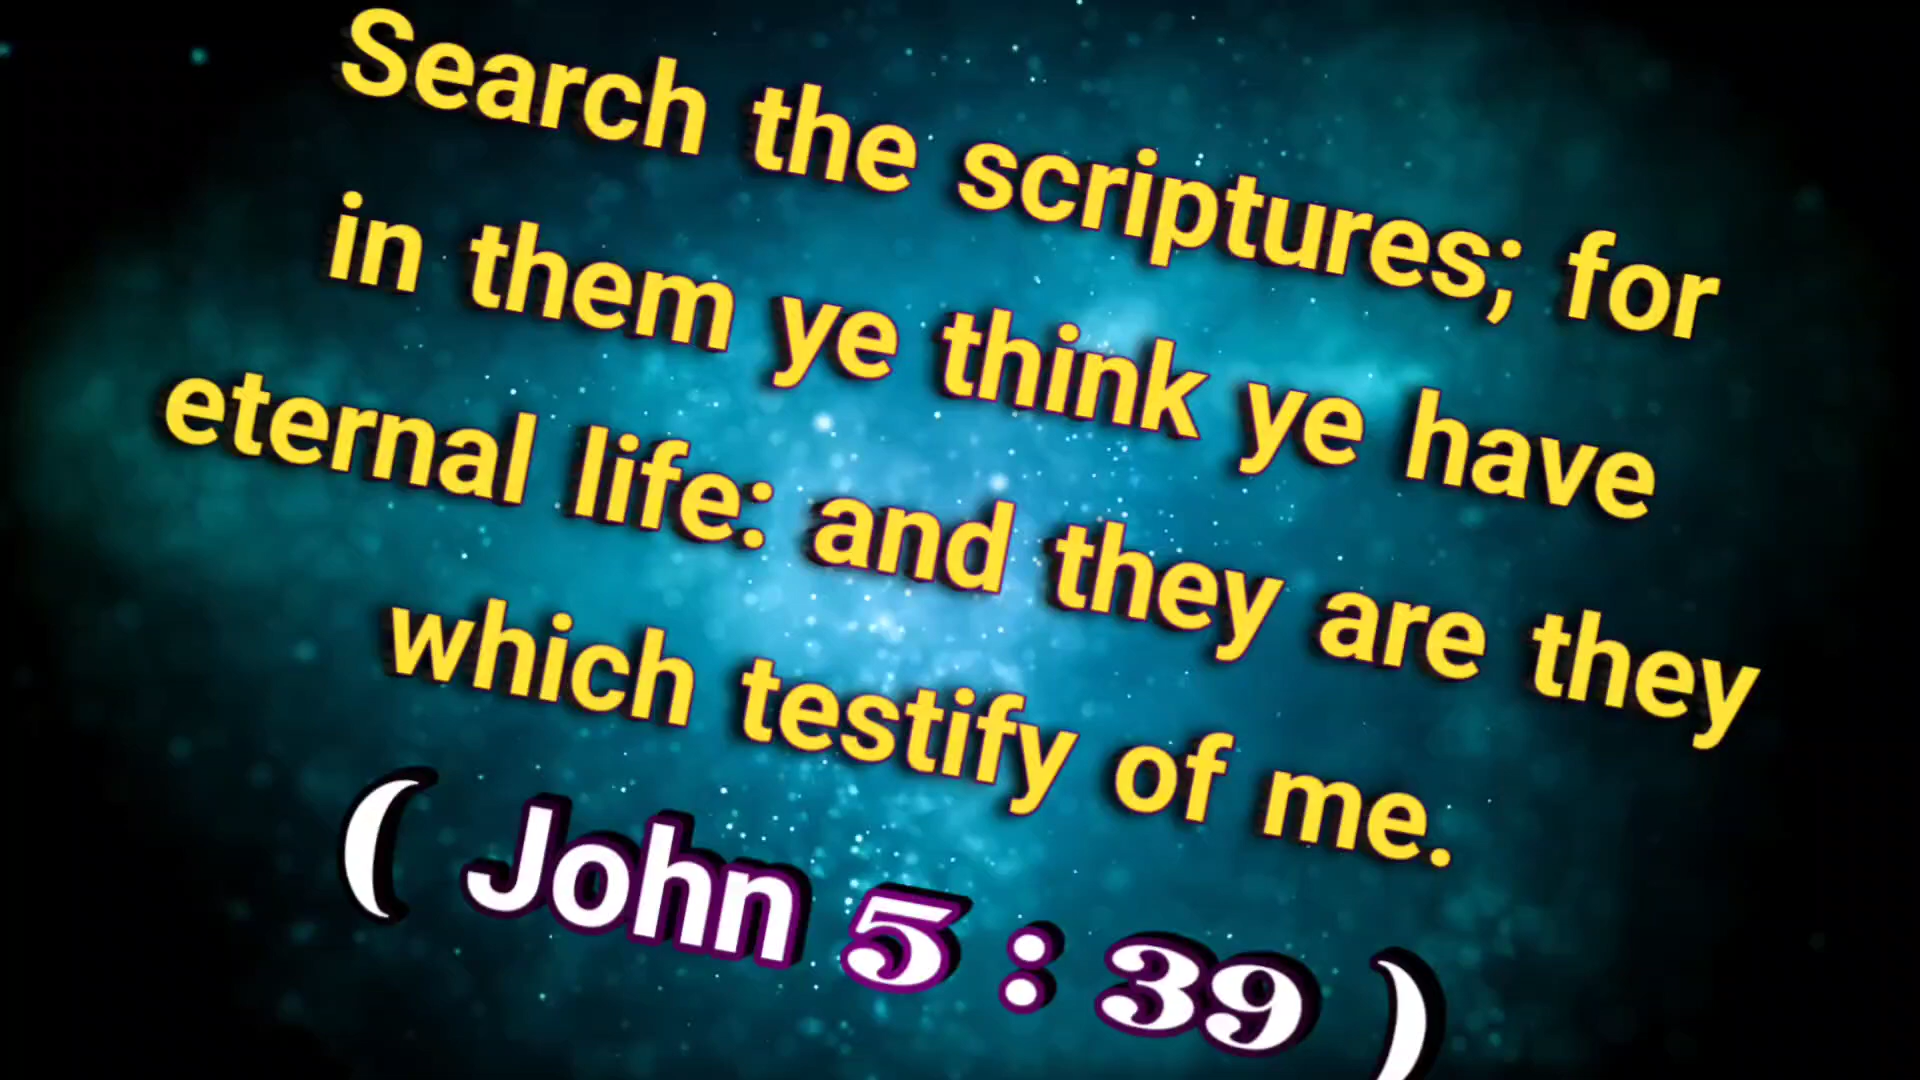 Search the scriptures; for
in them ye think ye have
eternal life: and they are they
which testify of me.
( John 5 : 39 )